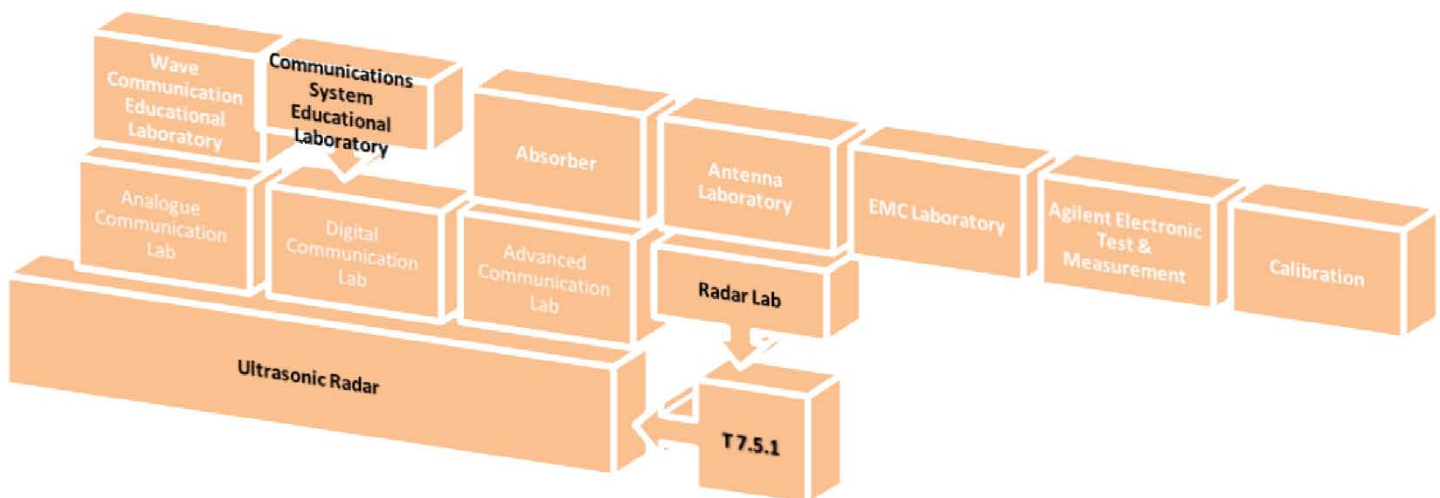 Wave
Communication
Educational
Laboratory
Communications
System
Educational
Laboratory
Absorber
Antenna
Laboratory
EMC Laboratory
Agilent Electronic
Test &
Measurement
Calibration
Analogue
Communication
Lab
Digital
Communication
Lab
Advanced
Communication
Lab
Radar Lab
Ultrasonic Radar
T 7.5.1